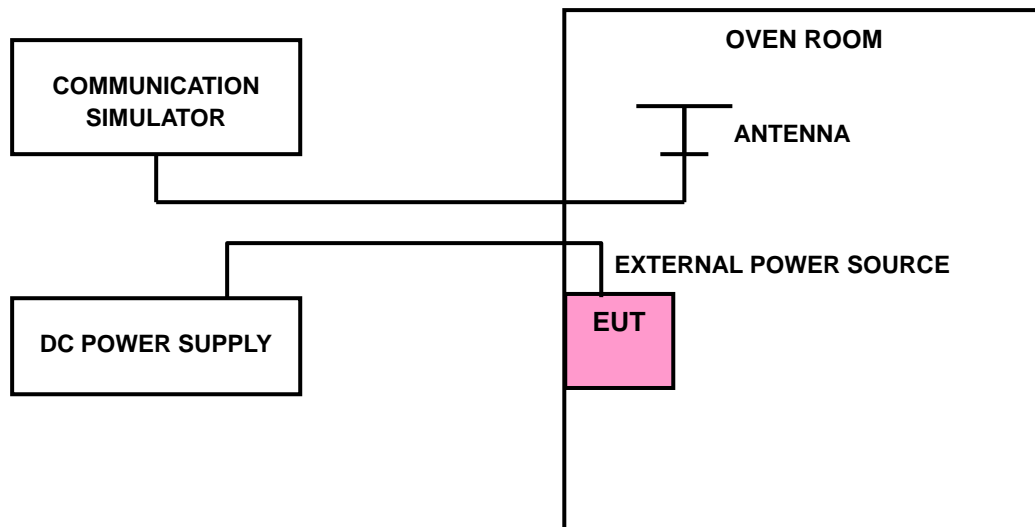 OVEN ROOM
COMMUNICATION
SIMULATOR
ANTENNA
EXTERNAL POWER SOURCE
EUT
DC POWER SUPPLY